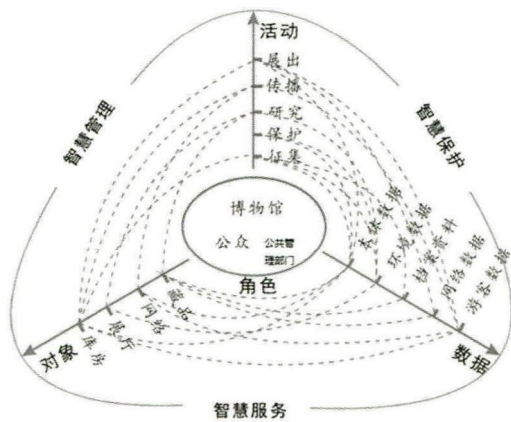 活动
展出
传播
研究
保护
征集
智慧管理
智慧保护
博物馆
公众 公共管
理部门
角色
本体数据
环境数据
档案资料
网络数据
游客数据
藏品
网络
展厅
库房
对象
数据
智慧服务